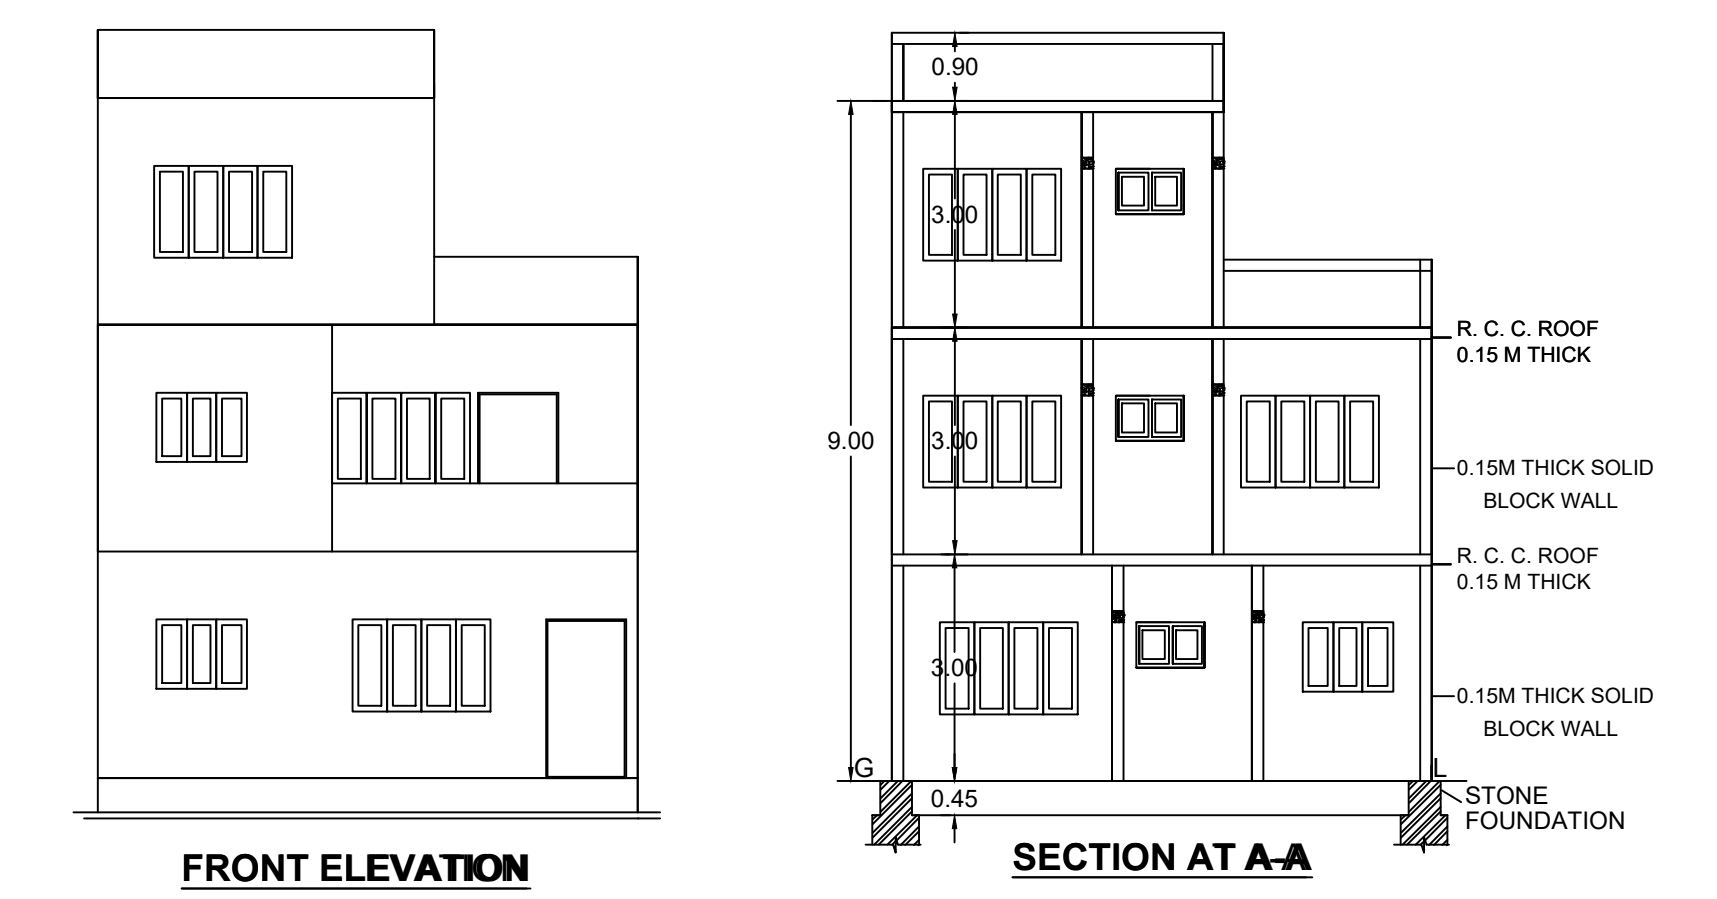 0.90
3.00
R. C. C. ROOF
0.15 M THICK
9.00
3.00
0.15M THICK SOLID
BLOCK WALL
R. C. C. ROOF
0.15 M THICK
3.00
0.15M THICK SOLID
BLOCK WALL
G
L
0.45
STONE
FOUNDATION
FRONT ELEVATION
SECTION AT A-A